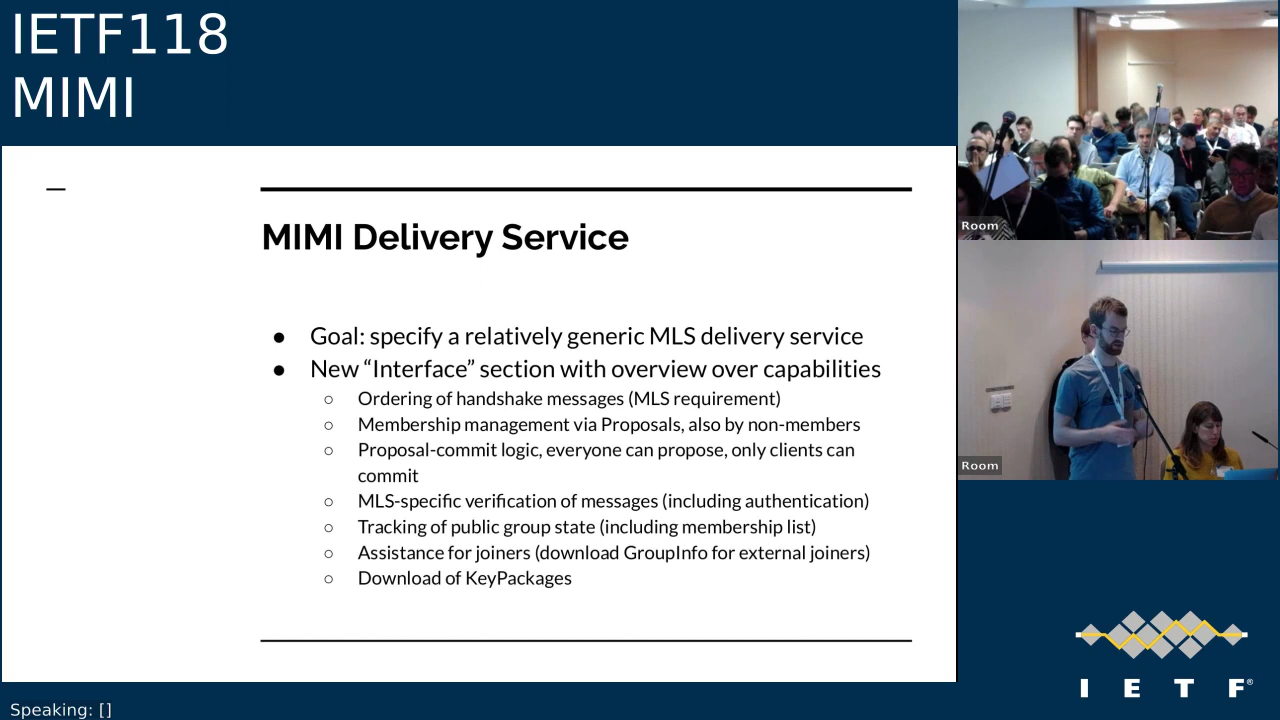 IETF118
MIMI
MIMI Delivery Service
● Goal: specify a relatively generic MLS delivery service
● New “Interface” section with overview over capabilities
○ Ordering of handshake messages (MLS requirement)
○ Membership management via Proposals, also by non-members
○ Proposal-commit logic, everyone can propose, only clients can
commit
○ MLS-specific verification of messages (including authentication)
○ Tracking of public group state (including membership list)
○ Assistance for joiners (download GroupInfo for external joiners)
○ Download of KeyPackages
Room
Room
I E T F®
Speaking: []